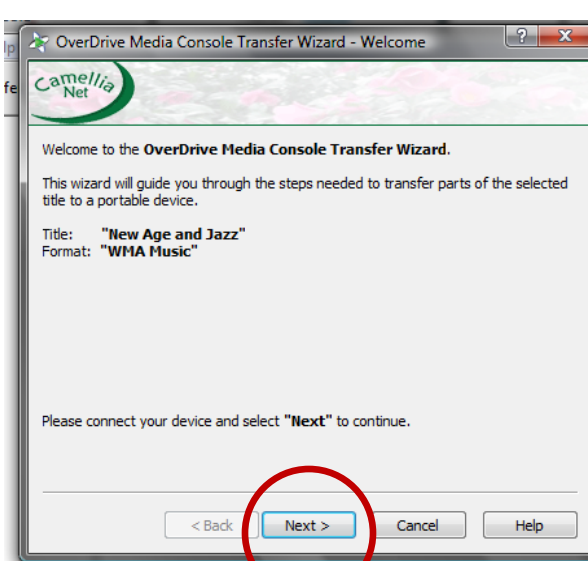 OverDrive Media Console Transfer Wizard - Welcome
Camellia
Net
Welcome to the OverDrive Media Console Transfer Wizard.
This wizard will guide you through the steps needed to transfer parts of the selected
title to a portable device.
Title: "New Age and Jazz"
Format: "WMA Music"
Please connect your device and select "Next" to continue.
< Back Next > Cancel Help